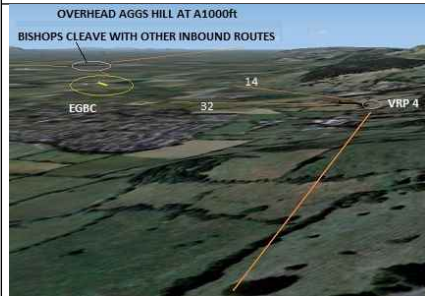 OVERHEAD AGGS HILL AT A1000ft
BISHOPS CLEAVE WITH OTHER INBOUND ROUTES
14
EGBC
32
VRP 4